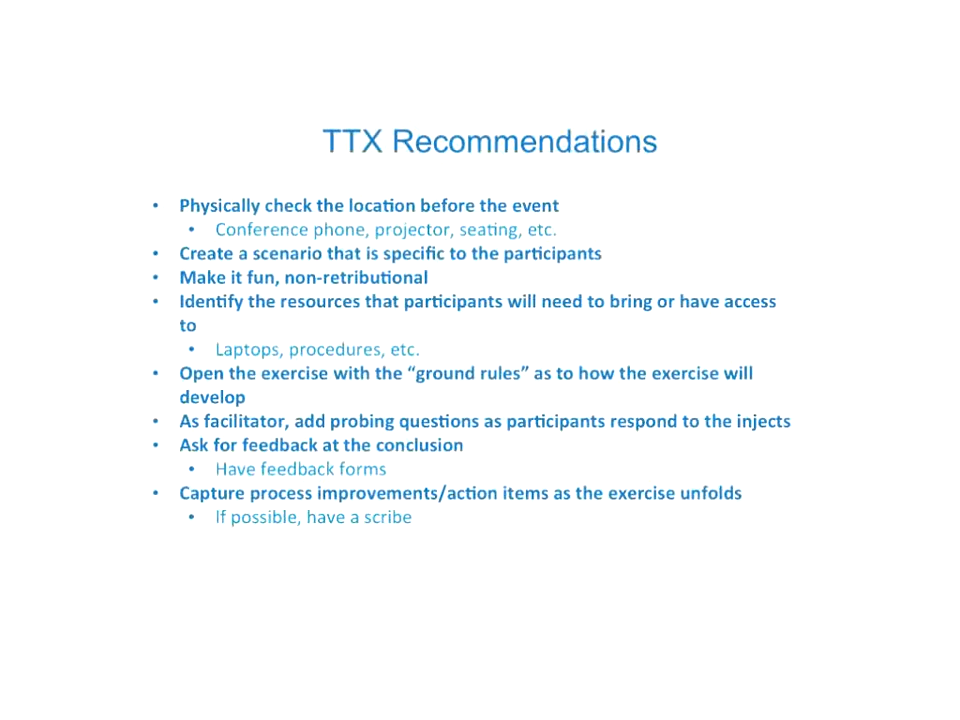 TTX Recommendations
• Physically check the location before the event
• Conference phone, projector, seating, etc.
• Create a scenario that is specific to the participants
• Make it fun, non-retributional
• Identify the resources that participants will need to bring or have access
to
• Laptops, procedures, etc.
• Open the exercise with the “ground rules” as to how the exercise will
develop
• As facilitator, add probing questions as participants respond to the injects
• Ask for feedback at the conclusion
• Have feedback forms
• Capture process improvements/action items as the exercise unfolds
• If possible, have a scribe